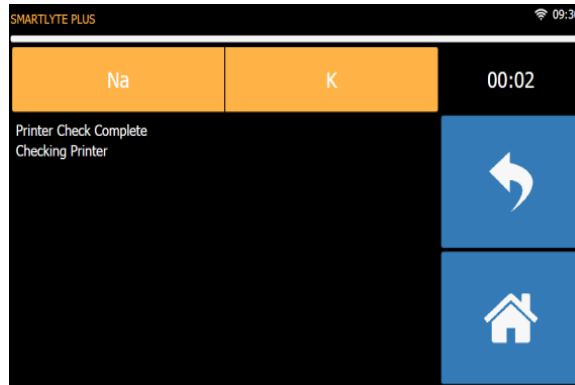 SMARTLYTE PLUS
Na K 00:02
Printer Check Complete
Checking Printer